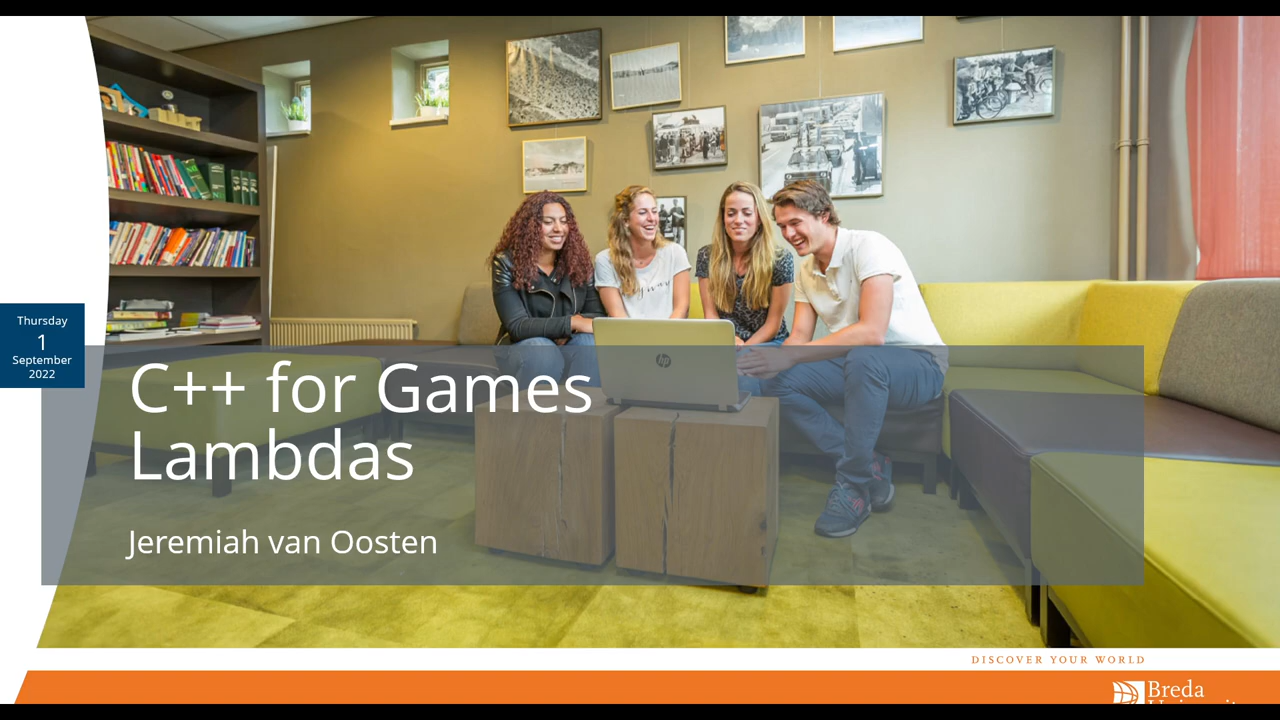 Thursday
1
September
2022
C++ for Games
Lambdas
Jeremiah van Oosten
DISCOVER YOUR WORLD
Breda